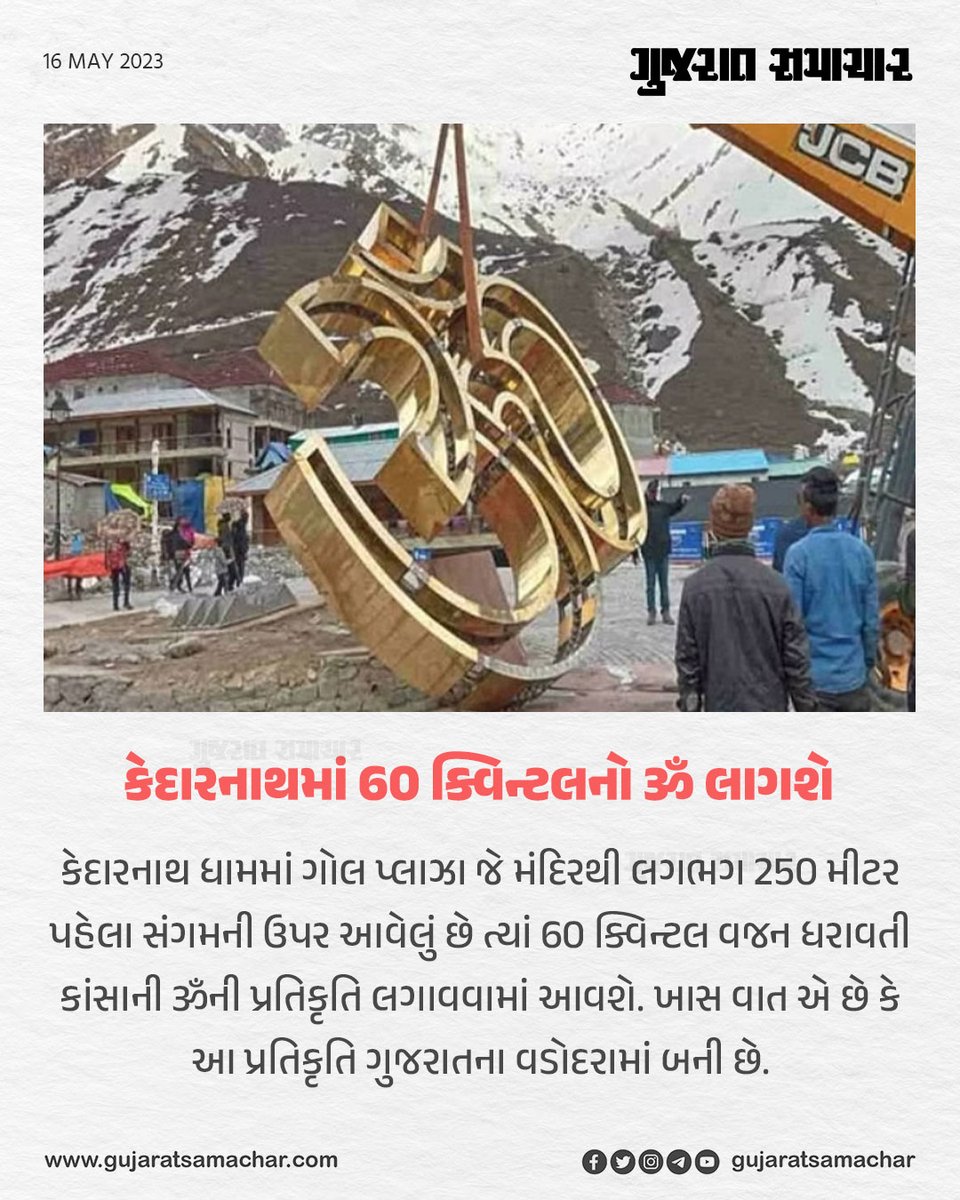 16 MAY 2023
ગુજરાત સમાચાર
JCB
ગુજરાત સમાચાર
કેદારનાથમાં 60 ક્વિન્ટલનો ૐ લાગશે
કેદારનાથ ધામમાં ગોલ પ્લાઝા જે મંદિરથી લગભગ 250 મીટર
પહેલા સંગમની ઉપર આવેલું છે ત્યાં 60 ક્વિન્ટલ વજન ધરાવતી
કાંસાની ૐની પ્રતિકૃતિ લગાવવામાં આવશે. ખાસ વાત એ છે કે
આ પ્રતિકૃતિ ગુજરાતના વડોદરામાં બની છે.
www.gujaratsamachar.com
gujaratsamachar